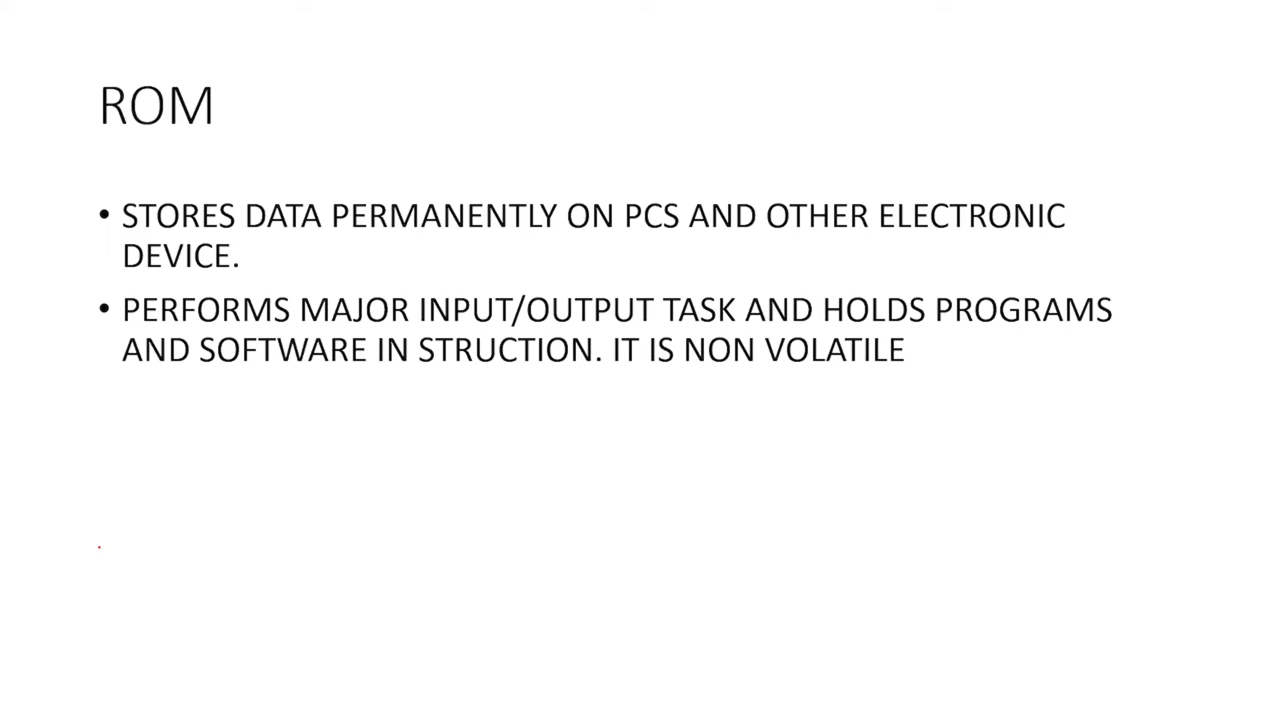 ROM
• STORES DATA PERMANENTLY ON PCS AND OTHER ELECTRONIC
DEVICE.
• PERFORMS MAJOR INPUT/OUTPUT TASK AND HOLDS PROGRAMS
AND SOFTWARE IN STRUCTION. IT IS NON VOLATILE